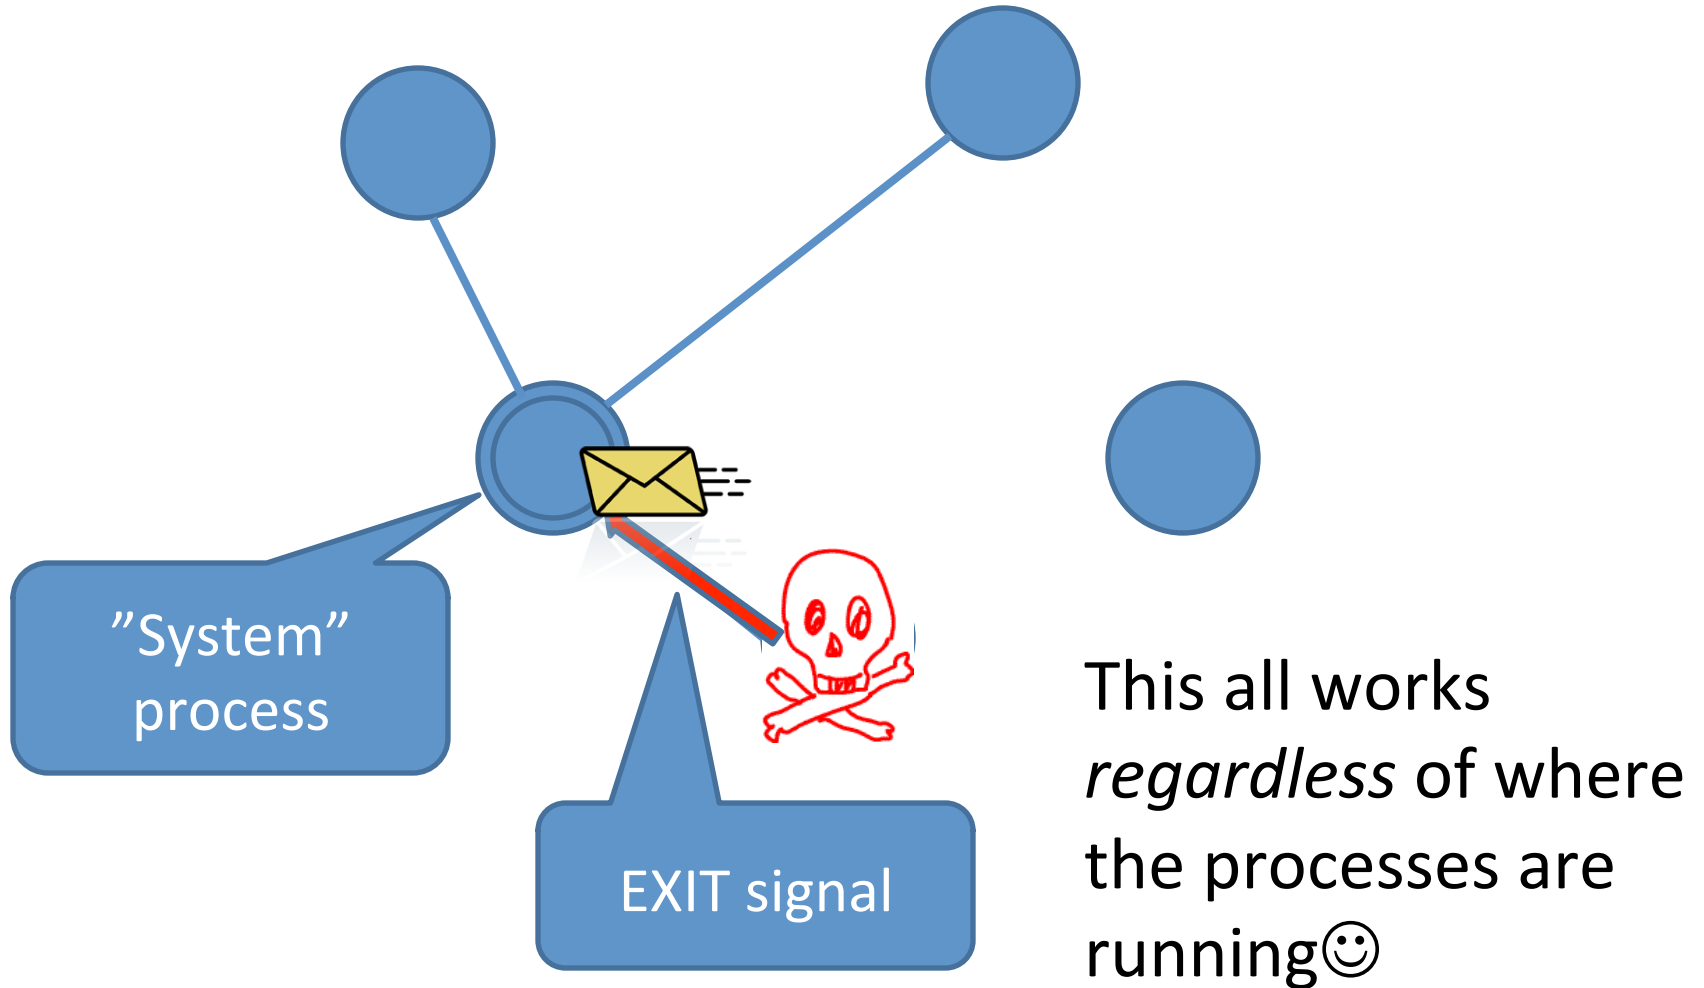 ”System”
process
EXIT signal
This all works
regardless of where
the processes are
running☺